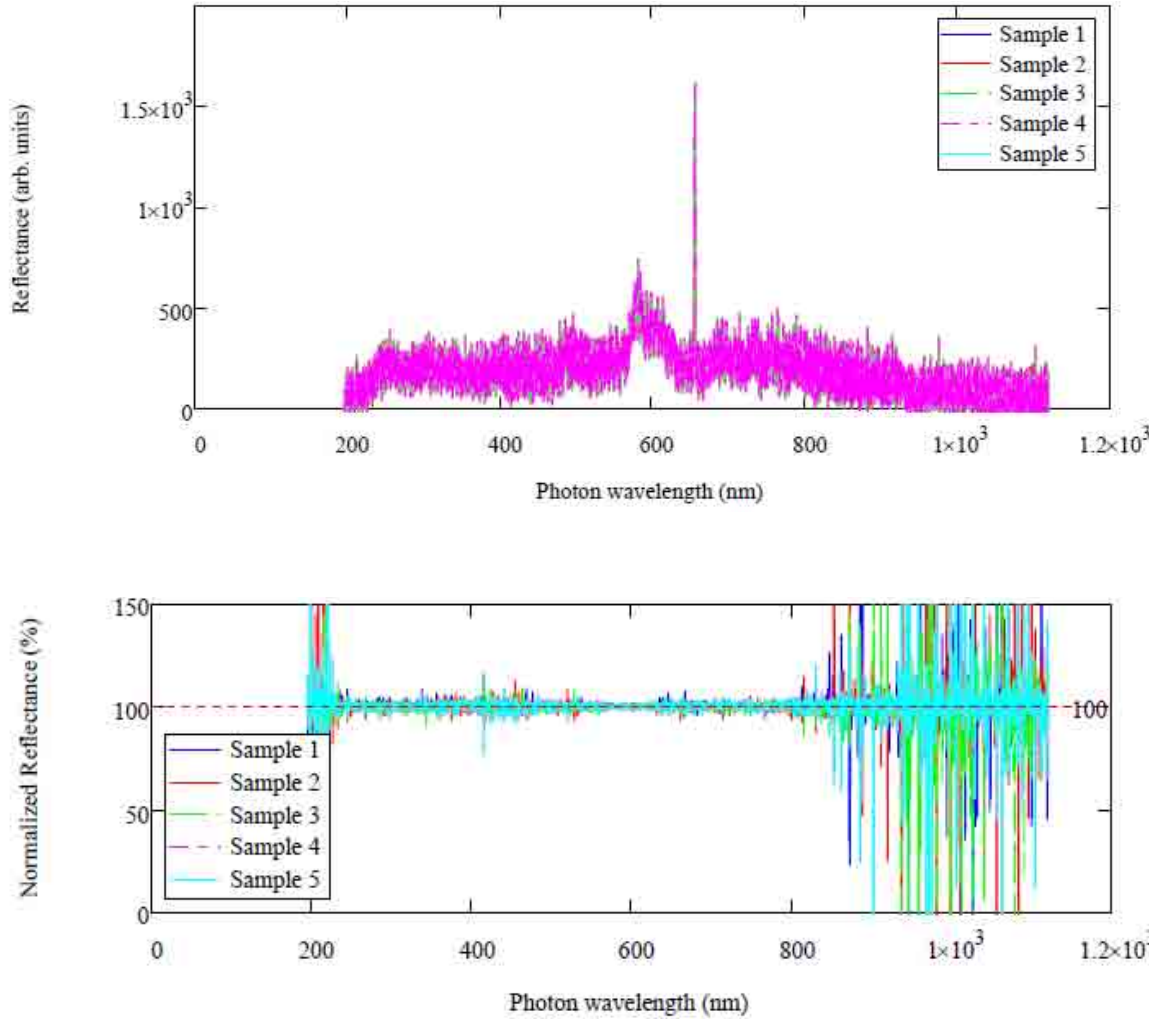 Reflectance (arb. units)
1.5×10³
1×10³
500
0
0 200 400 600 800 1×10³ 1.2×10³
Photon wavelength (nm)
Sample 1
Sample 2
Sample 3
Sample 4
Sample 5
Normalized Reflectance (%)
150
100
50
0
100
Sample 1
Sample 2
Sample 3
Sample 4
Sample 5
0 200 400 600 800 1×10³ 1.2×10³
Photon wavelength (nm)